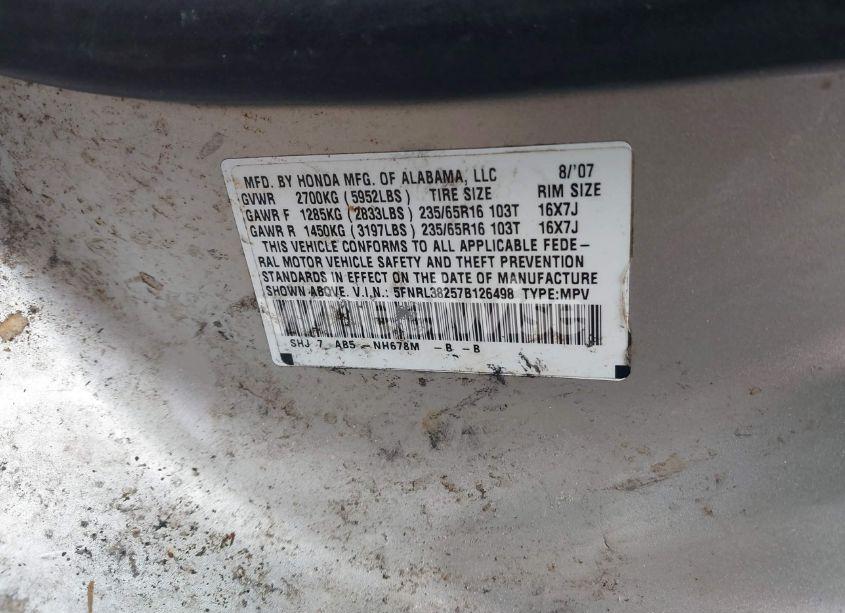 MFD. BY HONDA MFG. OF ALABAMA, LLC 8/'07
GVWR 2700KG (5952LBS) TIRE SIZE RIM SIZE
GAWR F 1285KG (2833LBS) 235/65R16 103T 16X7J
GAWR R 1450KG (3197LBS) 235/65R16 103T 16X7J
THIS VEHICLE CONFORMS TO ALL APPLICABLE FEDE-
RAL MOTOR VEHICLE SAFETY AND THEFT PREVENTION
STANDARDS IN EFFECT ON THE DATE OF MANUFACTURE
SHOWN ABOVE. V.I.N.: 5FNRL38257B126498 TYPE:MPV
SHJ 7 AB5 -NH678M -B -B